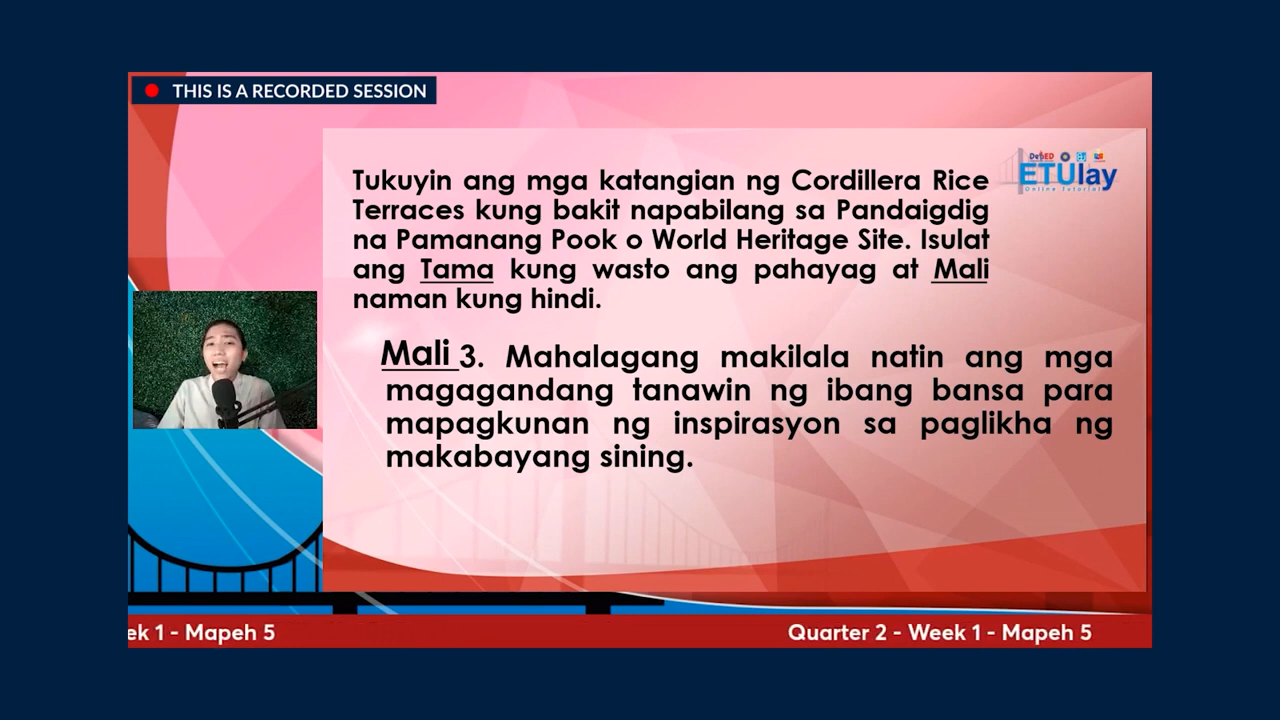 THIS IS A RECORDED SESSION
DepED
ETUlay
Online Tutorial
Tukuyin ang mga katangian ng Cordillera Rice
Terraces kung bakit napabilang sa Pandaigdig
na Pamanang Pook o World Heritage Site. Isulat
ang Tama kung wasto ang pahayag at Mali
naman kung hindi.
Mali 3. Mahalagang makilala natin ang mga
magagandang tanawin ng ibang bansa para
mapagkunan ng inspirasyon sa paglikha ng
makabayang sining.
ek 1 - Mapeh 5
Quarter 2 - Week 1 - Mapeh 5